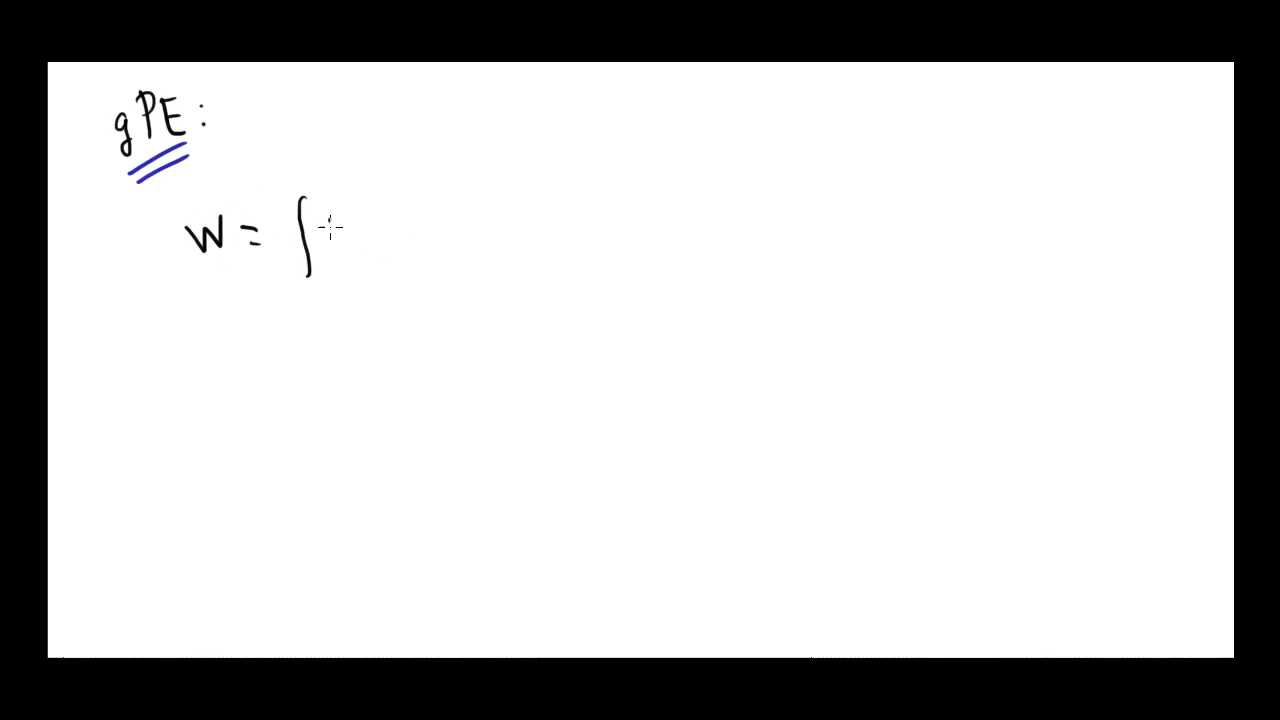 gPE:
W = ∫